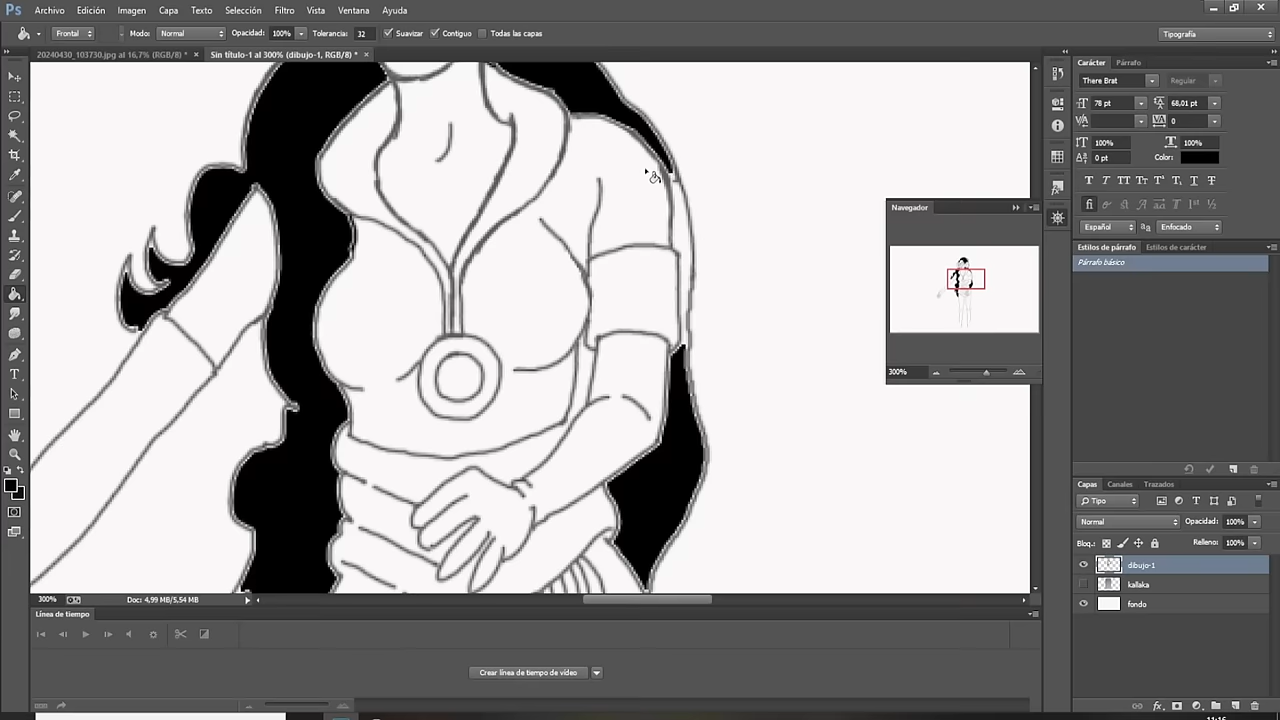 Ps Archivo Edición Imagen Capa Texto Selección Filtro Vista Ventana Ayuda
Frontal Modo: Normal Opacidad: 100% Tolerancia: 32 Suavizar Contiguo Todas las capas Tipografía
20240430_103730.jpg al 16,7% (RGB/8) * × Sin título-1 al 300% (dibujo-1, RGB/8) * ×
Carácter Párrafo
There Brat Regular
78 pt 68,01 pt
0
100% 100%
0 pt Color:
Español Enfocado
Estilos de párrafo Estilos de carácter
Párrafo básico
Navegador
300%
Capas Canales Trazados
Tipo
Normal Opacidad: 100%
Bloq.: Relleno: 100%
dibujo-1
kallaka
fondo
300% Doc: 4,99 MB/5,54 MB
Línea de tiempo
Crear línea de tiempo de vídeo
11:16